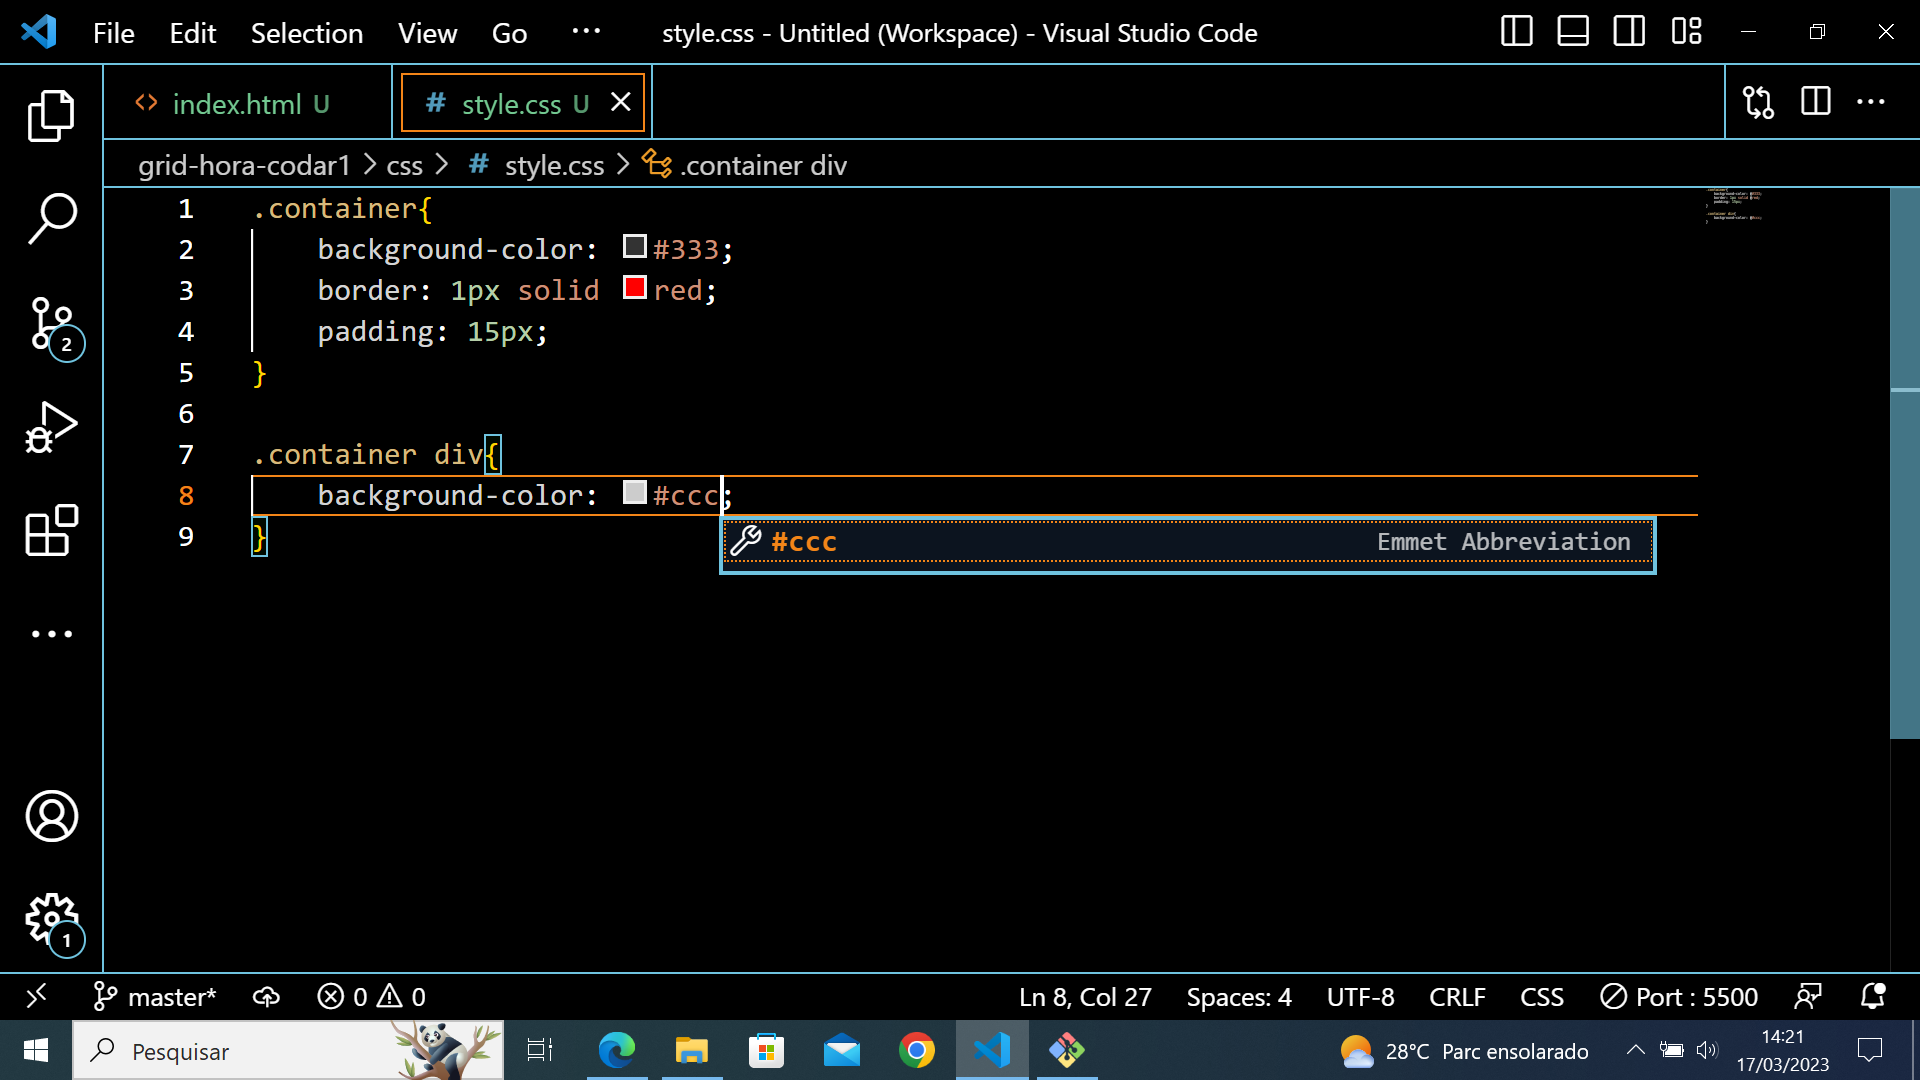 File Edit Selection View Go ··· style.css - Untitled (Workspace) - Visual Studio Code
index.html U # style.css U
grid-hora-codar1 > css > # style.css > .container div
1 .container{
2 background-color: #333;
3 border: 1px solid red;
4 padding: 15px;
5 }
6
7 .container div{
8 background-color: #ccc;
9 }
#ccc Emmet Abbreviation
2
1
master* 0 0 Ln 8, Col 27 Spaces: 4 UTF-8 CRLF CSS Port : 5500
Pesquisar 28°C Parc ensolarado 14:21
17/03/2023